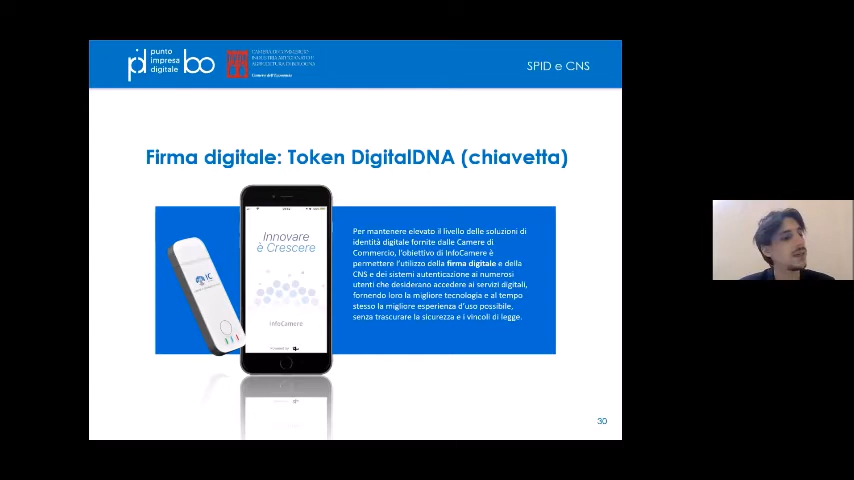 punto
impresa
digitale
pid bo
CAMERA DI COMMERCIO
INDUSTRIA ARTIGIANATO E
AGRICOLTURA DI BOLOGNA
SPID e CNS
Firma digitale: Token DigitalDNA (chiavetta)
Innovare
è Crescere
InfoCamere
IC
Per mantenere elevato il livello delle soluzioni di
identità digitale fornite dalle Camere di
Commercio, l'obiettivo di InfoCamere è
permettere l'utilizzo della firma digitale e della
CNS e dei sistemi autenticazione ai numerosi
utenti che desiderano accedere ai servizi digitali,
fornendo loro la migliore tecnologia e al tempo
stesso la migliore esperienza d'uso possibile,
senza trascurare la sicurezza e i vincoli di legge.
30